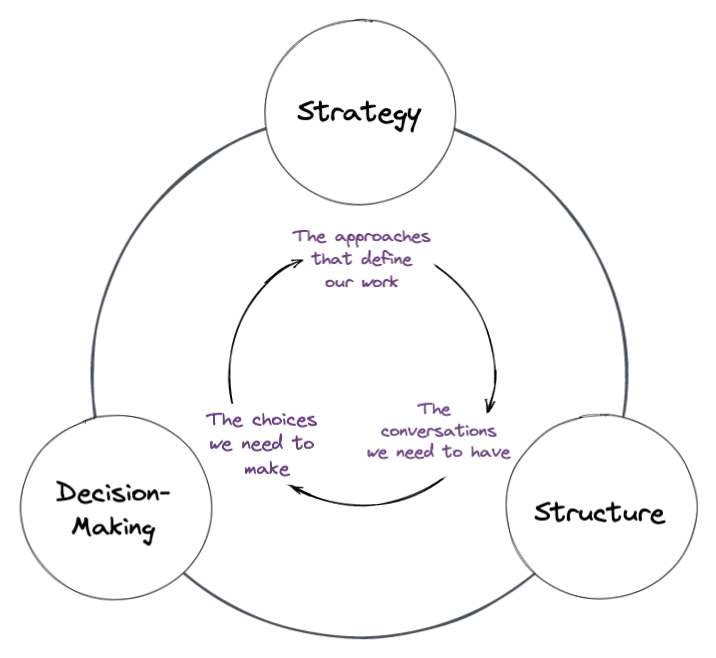 Strategy
The approaches
that define
our work
The
conversations
we need to have
The choices
we need to
make
Decision-
Making
Structure